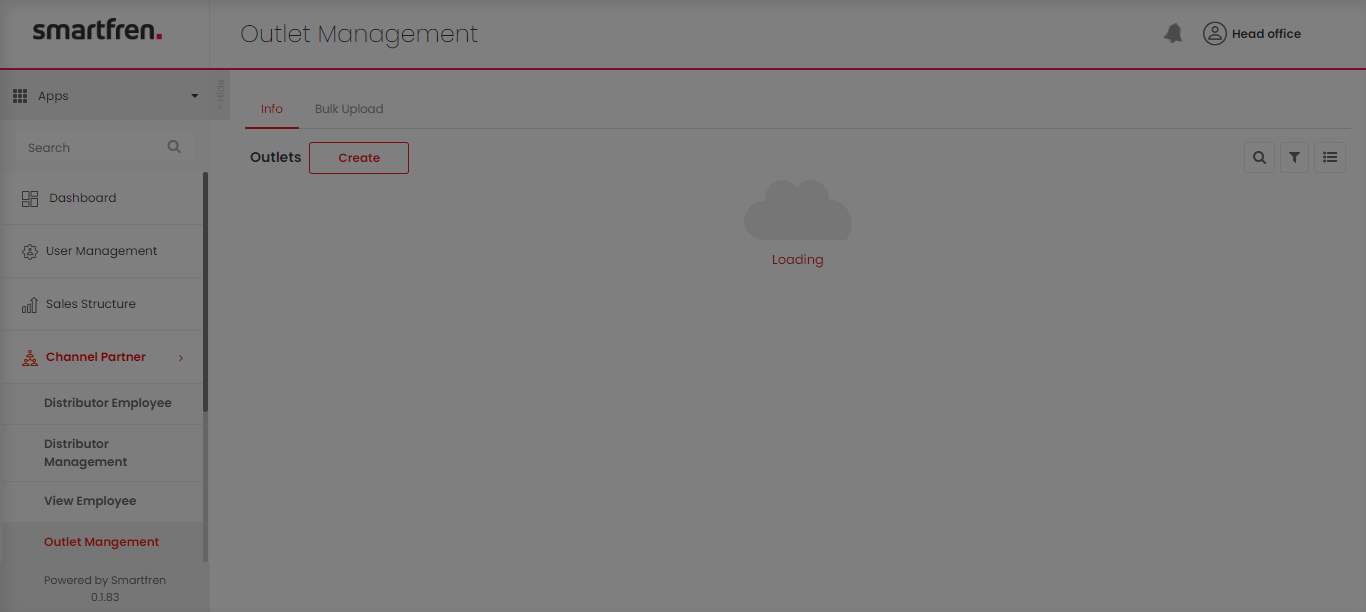 smartfren.
Outlet Management
Head office
Apps
< Hide
Search
Dashboard
User Management
Sales Structure
Channel Partner
Distributor Employee
Distributor
Management
View Employee
Outlet Mangement
Powered by Smartfren
0.1.83
Info
Bulk Upload
Outlets
Create
Loading